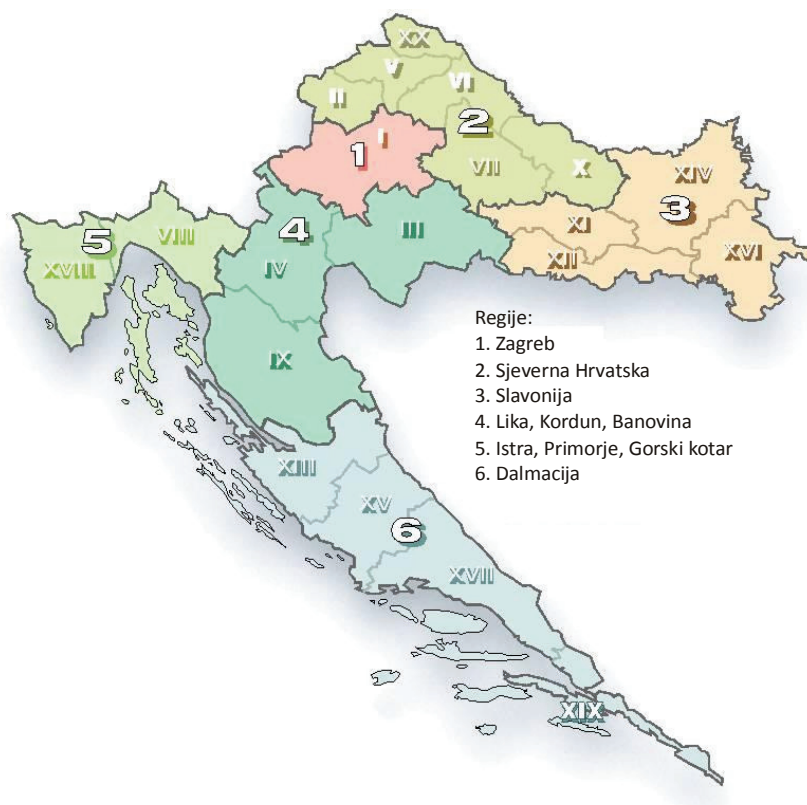 XX
V
II
VI
I
2
1
VII
X
XIV
3
VIII
5
XVIII
4
III
XI
IV
XII
XVI
IX
Regije:
1. Zagreb
2. Sjeverna Hrvatska
3. Slavonija
4. Lika, Kordun, Banovina
5. Istra, Primorje, Gorski kotar
6. Dalmacija
XIII
XV
6
XVII
XIX